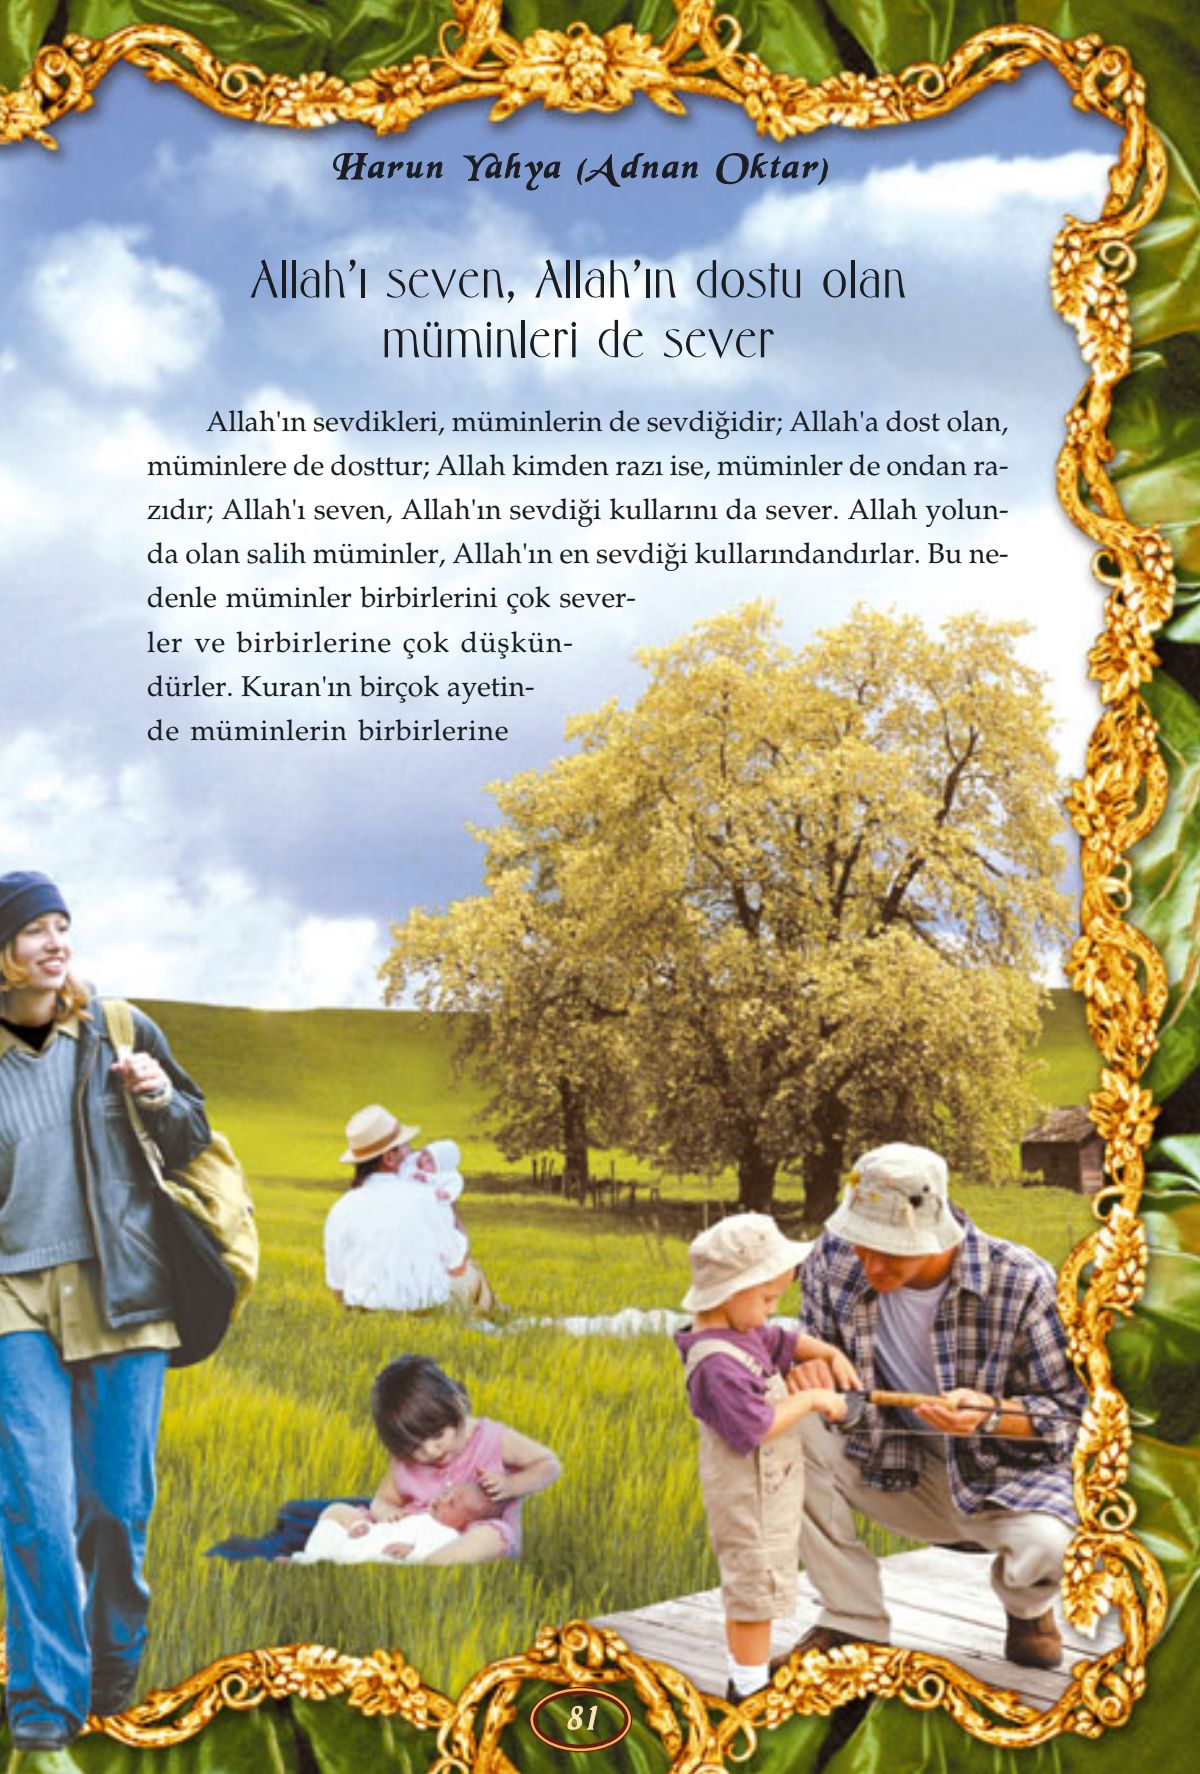 Harun Yahya (Adnan Oktar)
Allah'ı seven, Allah'ın dostu olan
müminleri de sever
Allah'ın sevdikleri, müminlerin de sevdiğidir; Allah'a dost olan,
müminlere de dosttur; Allah kimden razı ise, müminler de ondan ra-
zıdır; Allah'ı seven, Allah'ın sevdiği kullarını da sever. Allah yolun-
da olan salih müminler, Allah'ın en sevdiği kullarındandırlar. Bu ne-
denle müminler birbirlerini çok sever-
ler ve birbirlerine çok düşkün-
dürler. Kuran'ın birçok ayetin-
de müminlerin birbirlerine
81